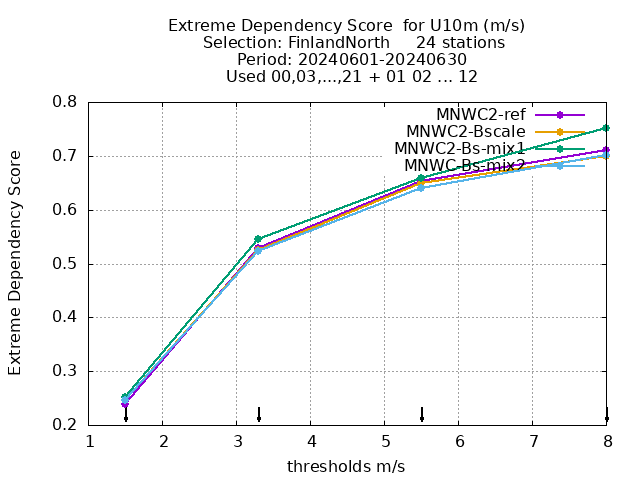 Extreme Dependency Score  for U10m (m/s)
Selection: FinlandNorth     24 stations
Period: 20240601-20240630
Used 00,03,...,21 + 01 02 ... 12
MNWC2-ref
MNWC2-Bscale
MNWC2-Bs-mix1
MNWC-Bs-mix2
Extreme Dependency Score
0.8
0.7
0.6
0.5
0.4
0.3
0.2
1 2 3 4 5 6 7 8
thresholds m/s